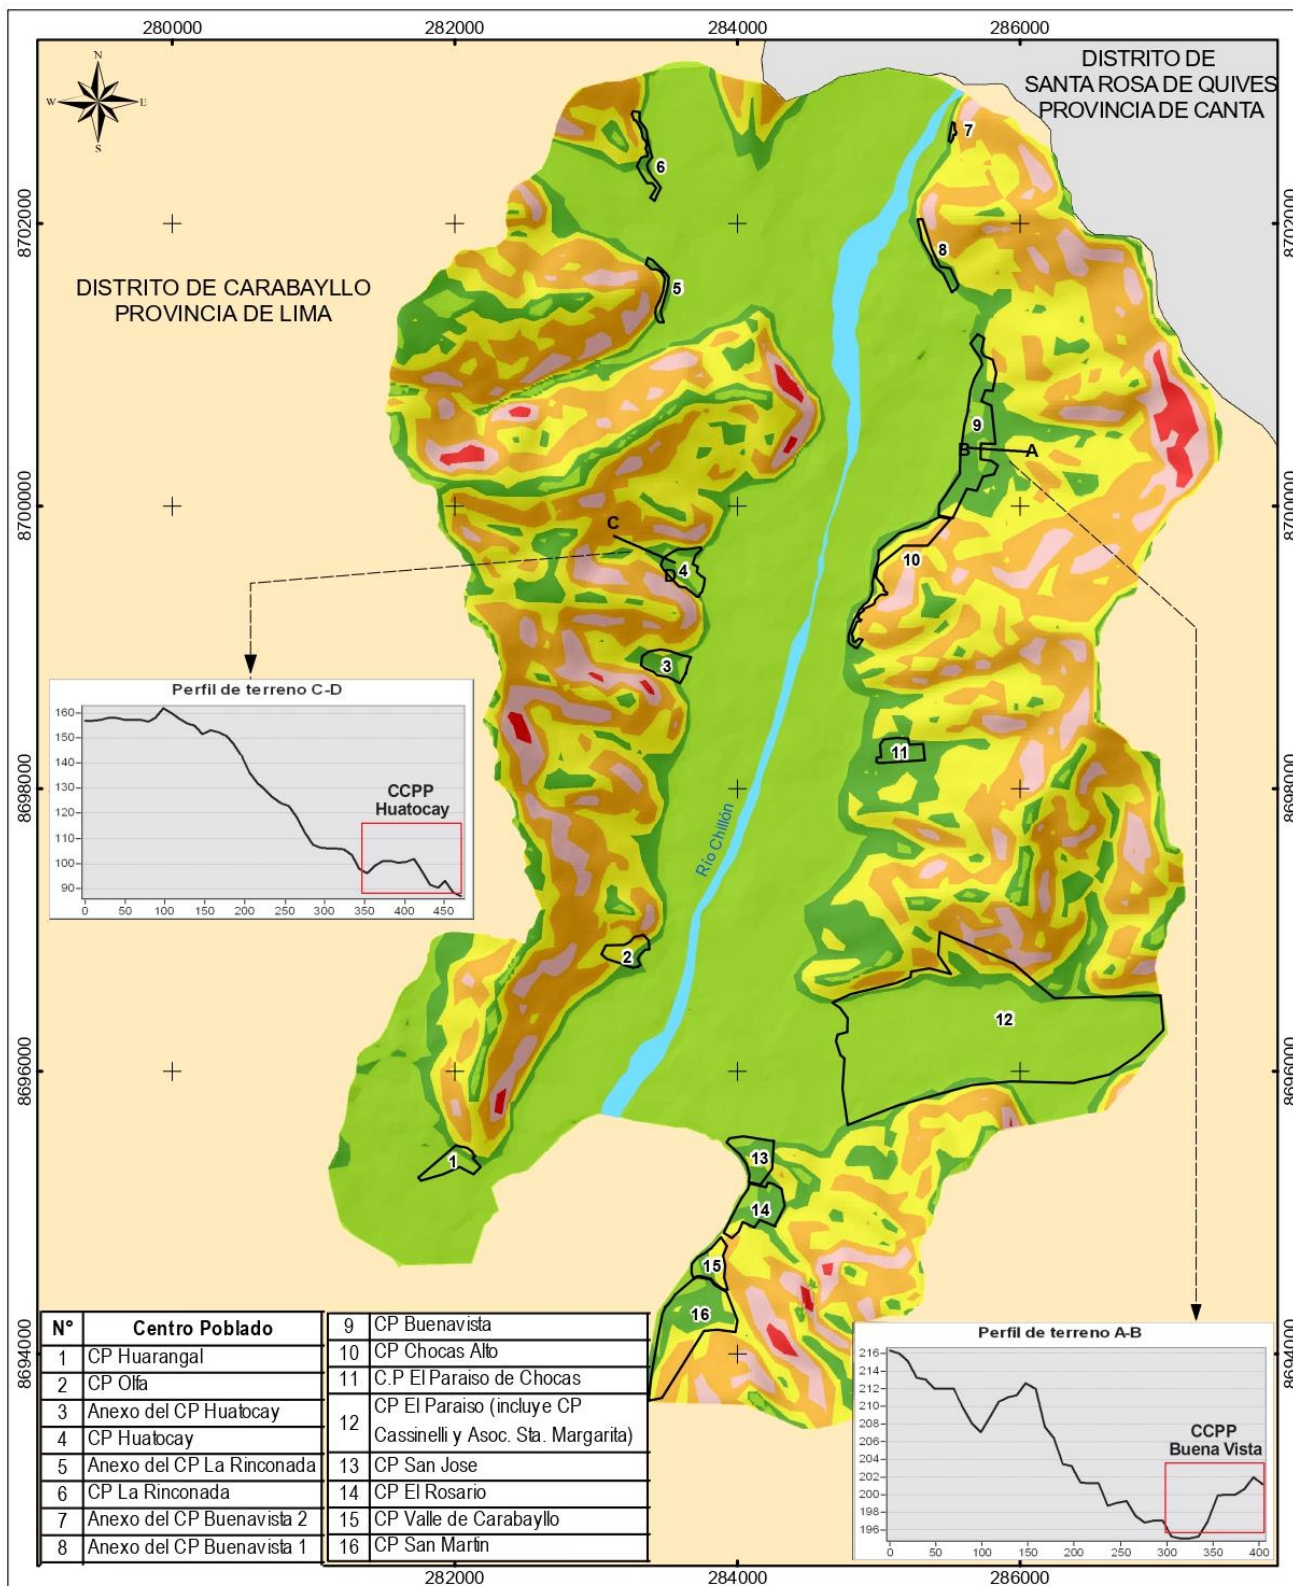 280000
282000
284000
286000
DISTRITO DE
SANTA ROSA DE QUIVES
PROVINCIA DE CANTA
N
W
E
S
7
6
8702000
8702000
8
DISTRITO DE CARABAYLLO
PROVINCIA DE LIMA
5
9
B
A
8700000
8700000
C
10
4
D
3
11
Perfil de terreno C-D
160
150
140
130
120
110
100
90
CCPP
Huatocay
0
50
100
150
200
250
300
350
400
450
8698000
8698000
Río Chillón
2
12
8696000
8696000
1
13
14
15
16
8694000
8694000
N°
Centro Poblado
1 CP Huarangal
2 CP Olfa
3 Anexo del CP Huatocay
4 CP Huatocay
5 Anexo del CP La Rinconada
6 CP La Rinconada
7 Anexo del CP Buenavista 2
8 Anexo del CP Buenavista 1
9 CP Buenavista
10 CP Chocas Alto
11 C.P El Paraiso de Chocas
12 CP El Paraiso (incluye CP
Cassinelli y Asoc. Sta. Margarita)
13 CP San Jose
14 CP El Rosario
15 CP Valle de Carabayllo
16 CP San Martin
Perfil de terreno A-B
216
214
212
210
208
206
204
202
200
198
196
CCPP
Buena Vista
0
50
100
150
200
250
300
350
400
282000
284000
286000